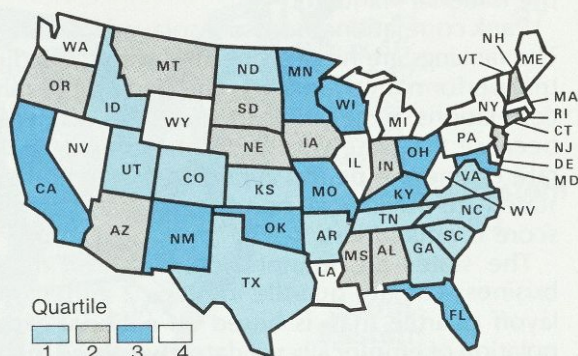 WA
OR
CA
NV
ID
MT
WY
UT
AZ
CO
NM
ND
SD
NE
KS
OK
TX
MN
IA
MO
AR
LA
WI
IL
MI
IN
OH
KY
TN
MS
AL
GA
FL
SC
NC
VA
WV
PA
NY
VT
NH
ME
MA
RI
CT
NJ
DE
MD
Quartile
1 2 3 4